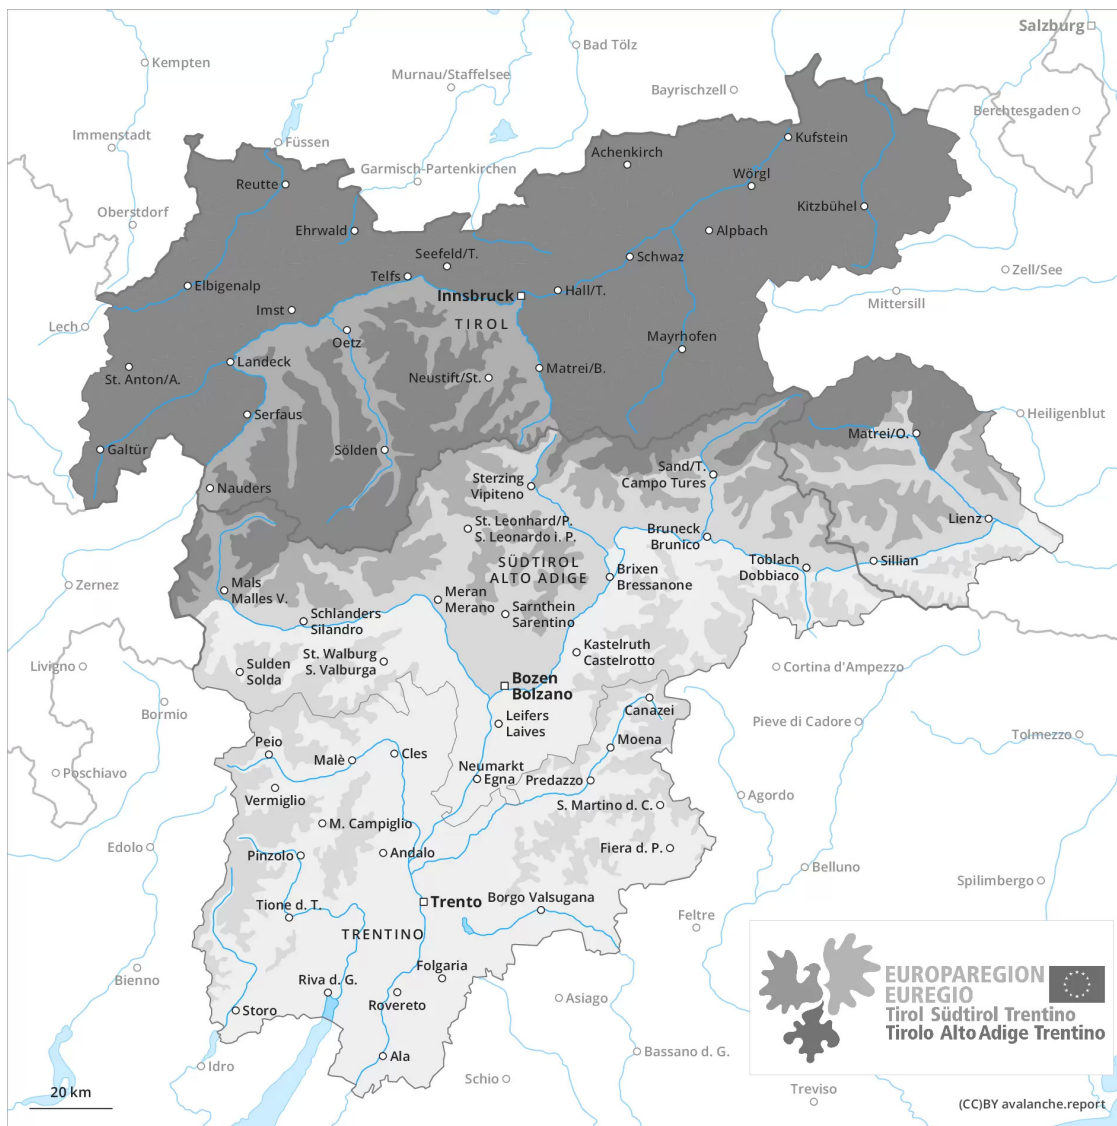 Salzburg
Kempten
Bad Tölz
Murnau/Staffelsee
Bayrischzell
Berchtesgaden
Immenstadt
Füssen
Kufstein
Achenkirch
Garmisch-Partenkirchen
Wörgl
Reutte
Oberstdorf
Kitzbühel
Ehrwald
Alpbach
Seefeld/T.
Schwaz
Telfs
Zell/See
Elbigenalp
Hall/T.
Innsbruck
Mittersill
Imst
TIROL
Lech
Oetz
Mayrhofen
Landeck
Matrei/B.
St. Anton/A.
Neustift/St.
Serfaus
Heiligenblut
Matrei/O.
Galtür
Sölden
Sand/T.
Campo Tures
Sterzing
Vipiteno
Nauders
Lienz
St. Leonhard/P.
S. Leonardo i. P.
Bruneck
Brunico
SÜDTIROL
ALTO ADIGE
Toblach
Dobbiaco
Sillian
Brixen
Bressanone
Zernez
Mals
Malles V.
Meran
Merano
Sarnthein
Sarentino
Schlanders
Silandro
Kastelruth
Castelrotto
St. Walburg
S. Valburga
Livigno
Sulden
Solda
Cortina d'Ampezzo
Bozen
Bolzano
Bormio
Canazei
Leifers
Laives
Pieve di Cadore
Tolmezzo
Moena
Peio
Cles
Malè
Neumarkt
Egna
Predazzo
Poschiavo
Vermiglio
Agordo
S. Martino d. C.
M. Campiglio
Edolo
Fiera d. P.
Andalo
Pinzolo
Belluno
Spilimbergo
Borgo Valsugana
Trento
Tione d. T.
Feltre
TRENTINO
Folgaria
Bienno
EUROPAREGION
EUREGIO
Tirol Südtirol Trentino
Tirolo Alto Adige Trentino
Riva d. G.
Rovereto
Asiago
Storo
Ala
Bassano d. G.
Idro
Schio
Treviso
20 km
(CC)BY avalanche.report